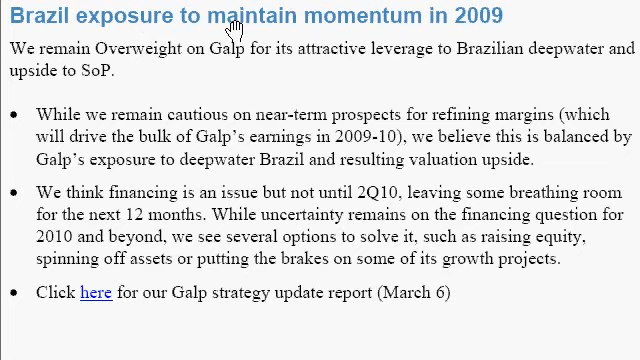 Brazil exposure to maintain momentum in 2009
We remain Overweight on Galp for its attractive leverage to Brazilian deepwater and
upside to SoP.
• While we remain cautious on near-term prospects for refining margins (which
will drive the bulk of Galp’s earnings in 2009-10), we believe this is balanced by
Galp’s exposure to deepwater Brazil and resulting valuation upside.
• We think financing is an issue but not until 2Q10, leaving some breathing room
for the next 12 months. While uncertainty remains on the financing question for
2010 and beyond, we see several options to solve it, such as raising equity,
spinning off assets or putting the brakes on some of its growth projects.
• Click here for our Galp strategy update report (March 6)